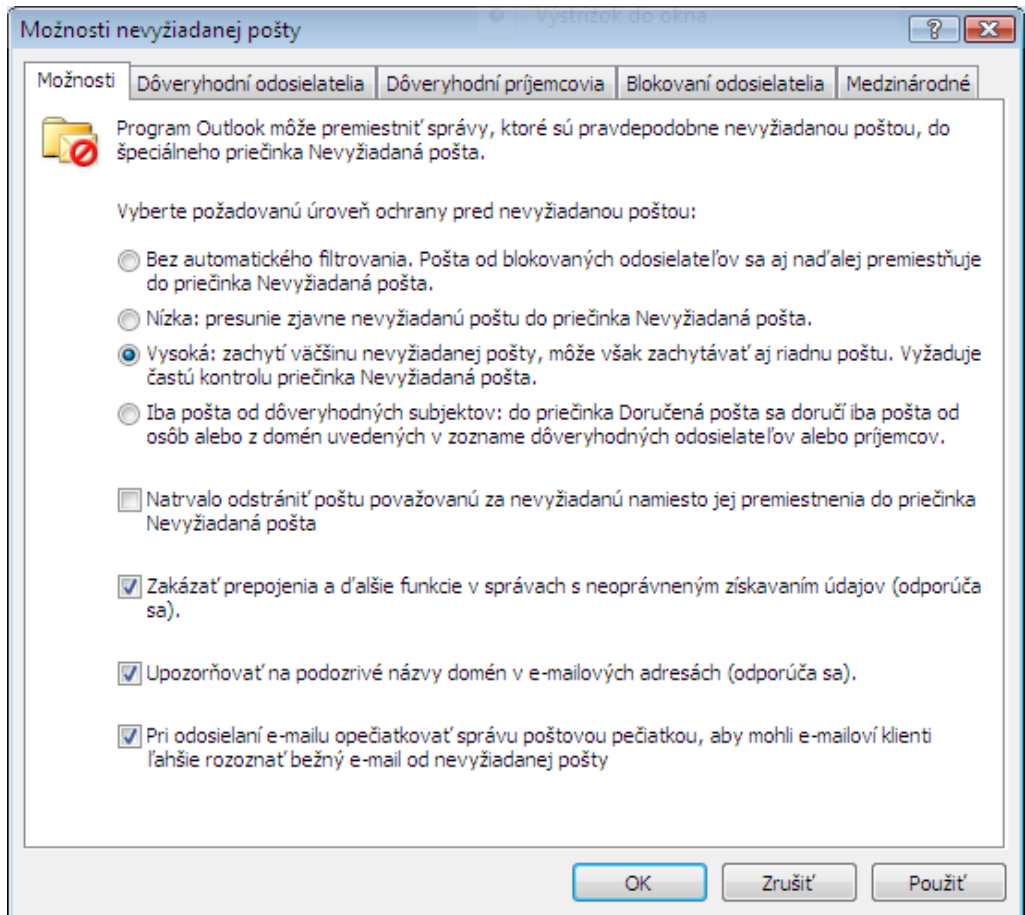 Výstrižok do okna
Možnosti nevyžiadanej pošty
Možnosti Dôveryhodní odosielatelia Dôveryhodní príjemcovia Blokovaní odosielatelia Medzinárodné
Program Outlook môže premiestniť správy, ktoré sú pravdepodobne nevyžiadanou poštou, do
špeciálneho priečinka Nevyžiadaná pošta.
Vyberte požadovanú úroveň ochrany pred nevyžiadanou poštou:
Bez automatického filtrovania. Pošta od blokovaných odosielateľov sa aj naďalej premiestňuje
do priečinka Nevyžiadaná pošta.
Nízka: presunie zjavne nevyžiadanú poštu do priečinka Nevyžiadaná pošta.
Vysoká: zachytí väčšinu nevyžiadanej pošty, môže však zachytávať aj riadnu poštu. Vyžaduje
častú kontrolu priečinka Nevyžiadaná pošta.
Iba pošta od dôveryhodných subjektov: do priečinka Doručená pošta sa doručí iba pošta od
osôb alebo z domén uvedených v zozname dôveryhodných odosielateľov alebo príjemcov.
Natrvalo odstrániť poštu považovanú za nevyžiadanú namiesto jej premiestnenia do priečinka
Nevyžiadaná pošta
Zakázať prepojenia a ďalšie funkcie v správach s neoprávneným získavaním údajov (odporúča
sa).
Upozorňovať na podozrivé názvy domén v e-mailových adresách (odporúča sa).
Pri odosielaní e-mailu opečiatkovať správu poštovou pečiatkou, aby mohli e-mailoví klienti
ľahšie rozoznať bežný e-mail od nevyžiadanej pošty
OK Zrušiť Použiť